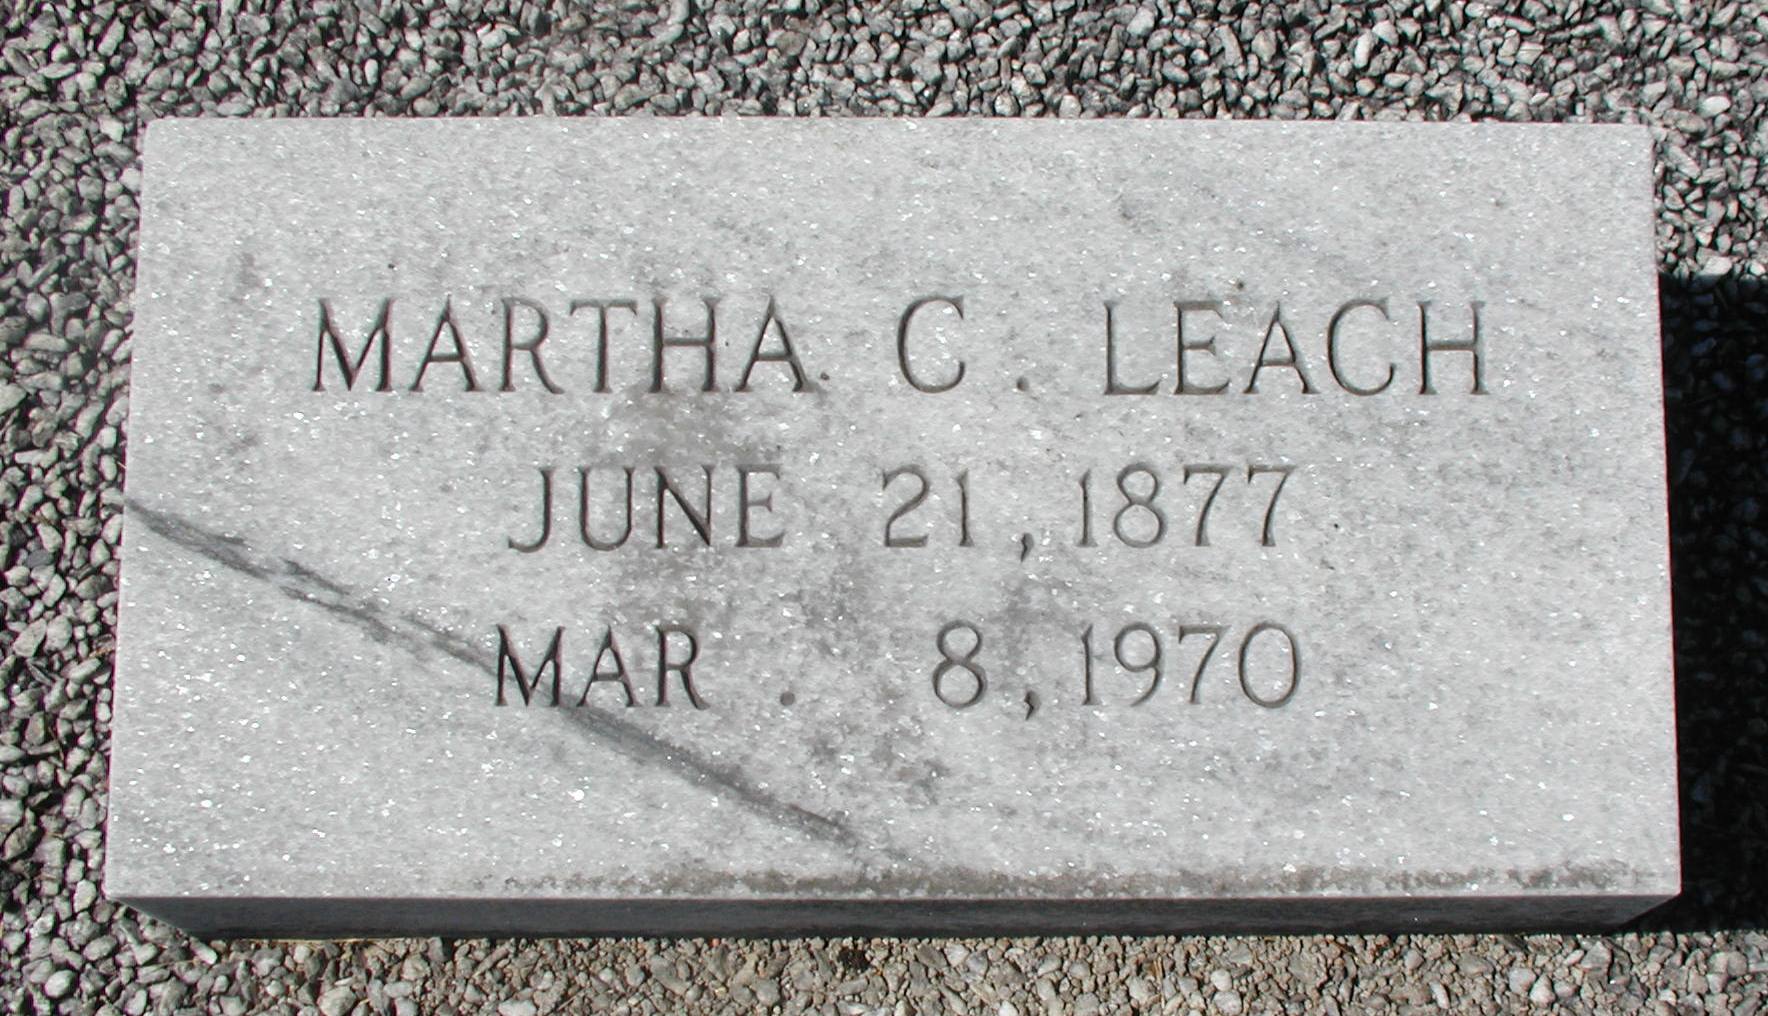 MARTHA C. LEACH
JUNE 21, 1877
MAR. 8, 1970